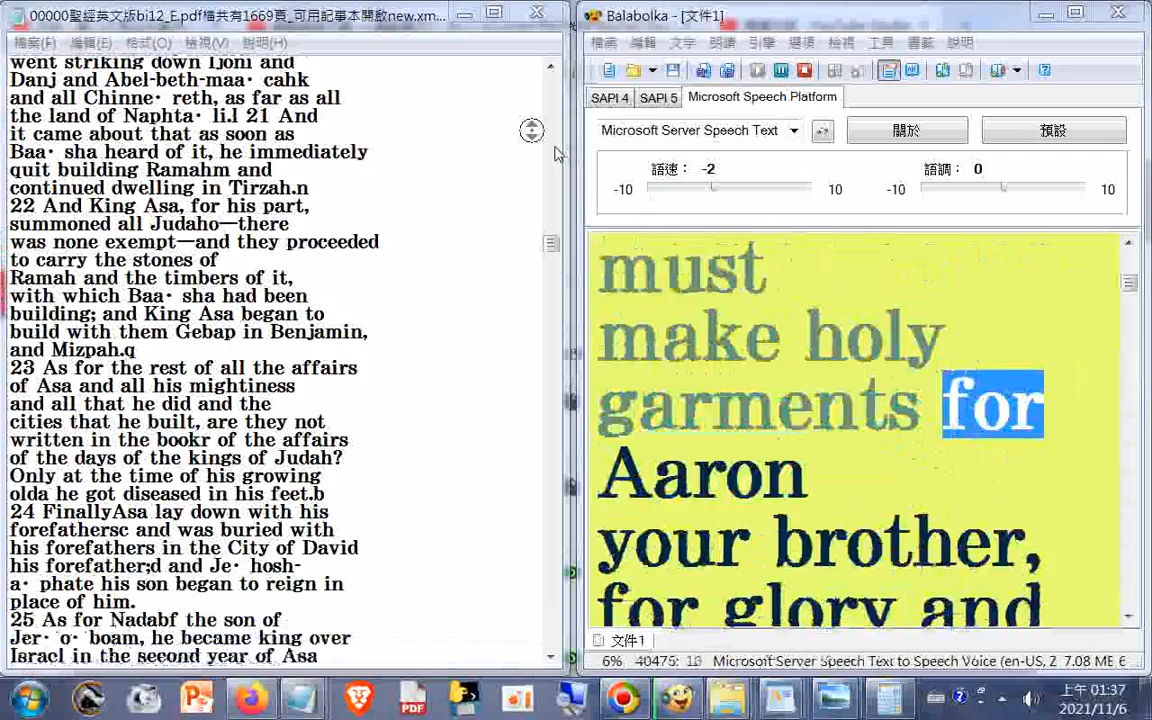 00000聖經英文版bi12_E.pdf檔共有1669頁_可用記事本開啟new.xm...
檔案(F) 編輯(E) 格式(O) 檢視(V) 說明(H)
went striking down Ijoni and
Danj and Abel-beth-maa· cahk
and all Chinne· reth, as far as all
the land of Naphta· li.l 21 And
it came about that as soon as
Baa· sha heard of it, he immediately
quit building Ramahm and
continued dwelling in Tirzah.n
22 And King Asa, for his part,
summoned all Judaho—there
was none exempt—and they proceeded
to carry the stones of
Ramah and the timbers of it,
with which Baa· sha had been
building; and King Asa began to
build with them Gebap in Benjamin,
and Mizpah.q
23 As for the rest of all the affairs
of Asa and all his mightiness
and all that he did and the
cities that he built, are they not
written in the bookr of the affairs
of the days of the kings of Judah?
Only at the time of his growing
olda he got diseased in his feet.b
24 FinallyAsa lay down with his
forefathersc and was buried with
his forefathers in the City of David
his forefather;d and Je· hosh-
a· phate his son began to reign in
place of him.
25 As for Nadabf the son of
Jer· o· boam, he became king over
Israel in the seeond year of Asa
Balabolka - [文件1]
檔案 編輯 文字 朗讀 引擎 選項 檢視 工具 書籤 說明
SAPI 4 SAPI 5 Microsoft Speech Platform
Microsoft Server Speech Text 關於 預設
語速： -2 語調： 0
-10 10 -10 10
must
make holy
garments for
Aaron
your brother,
for glory and
文件1
6% 40475: 10 Microsoft Server Speech Text to Speech Voice (en-US, Z 7.08 MB
PDF
上午 01:37
2021/11/6